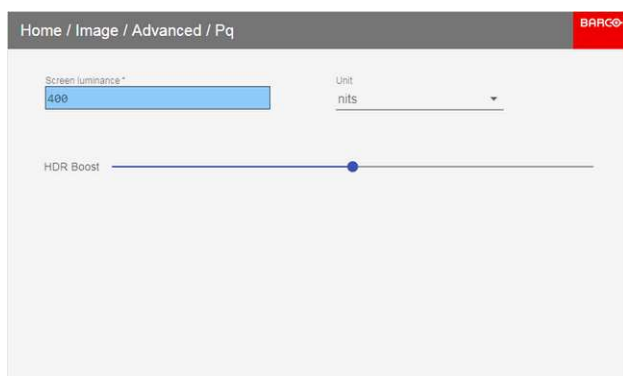 Home / Image / Advanced / Pq
BARCO
Screen luminance *
Unit
400
nits
HDR Boost